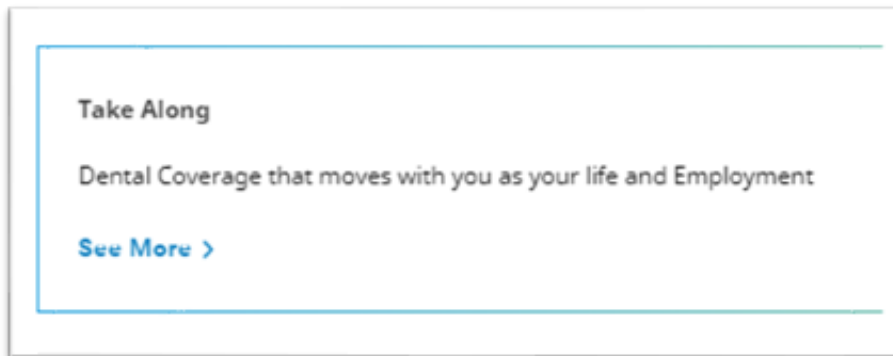 Take Along
Dental Coverage that moves with you as your life and Employment
See More >